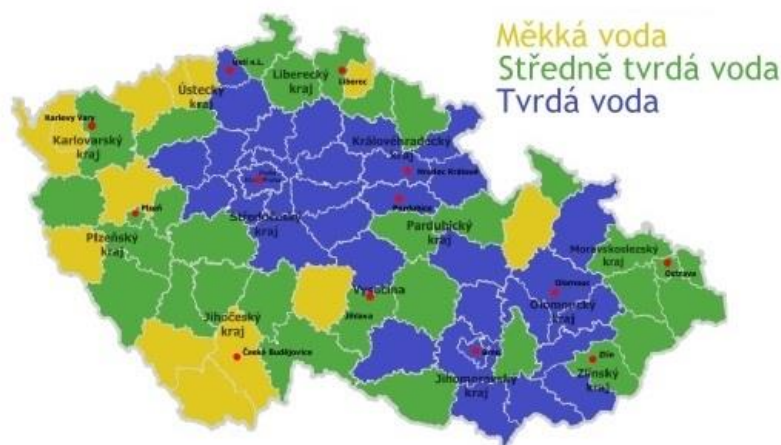 Měkká voda
Středně tvrdá voda
Tvrdá voda
Ústí n.L.
Liberecký
kraj
Liberec
Ústecký
kraj
Karlovy Vary
Karlovarský
kraj
Královéhradecký
kraj
Hradec Králové
Pardubice
Plzeň
Středočeský
kraj
Pardubický
kraj
Plzeňský
kraj
Moravskoslezský
kraj
Ostrava
Vysočina
Jihlava
Olomouc
Olomoucký
kraj
Jihočeský
kraj
České Budějovice
Brno
Jihomoravský
kraj
Zlínský
kraj